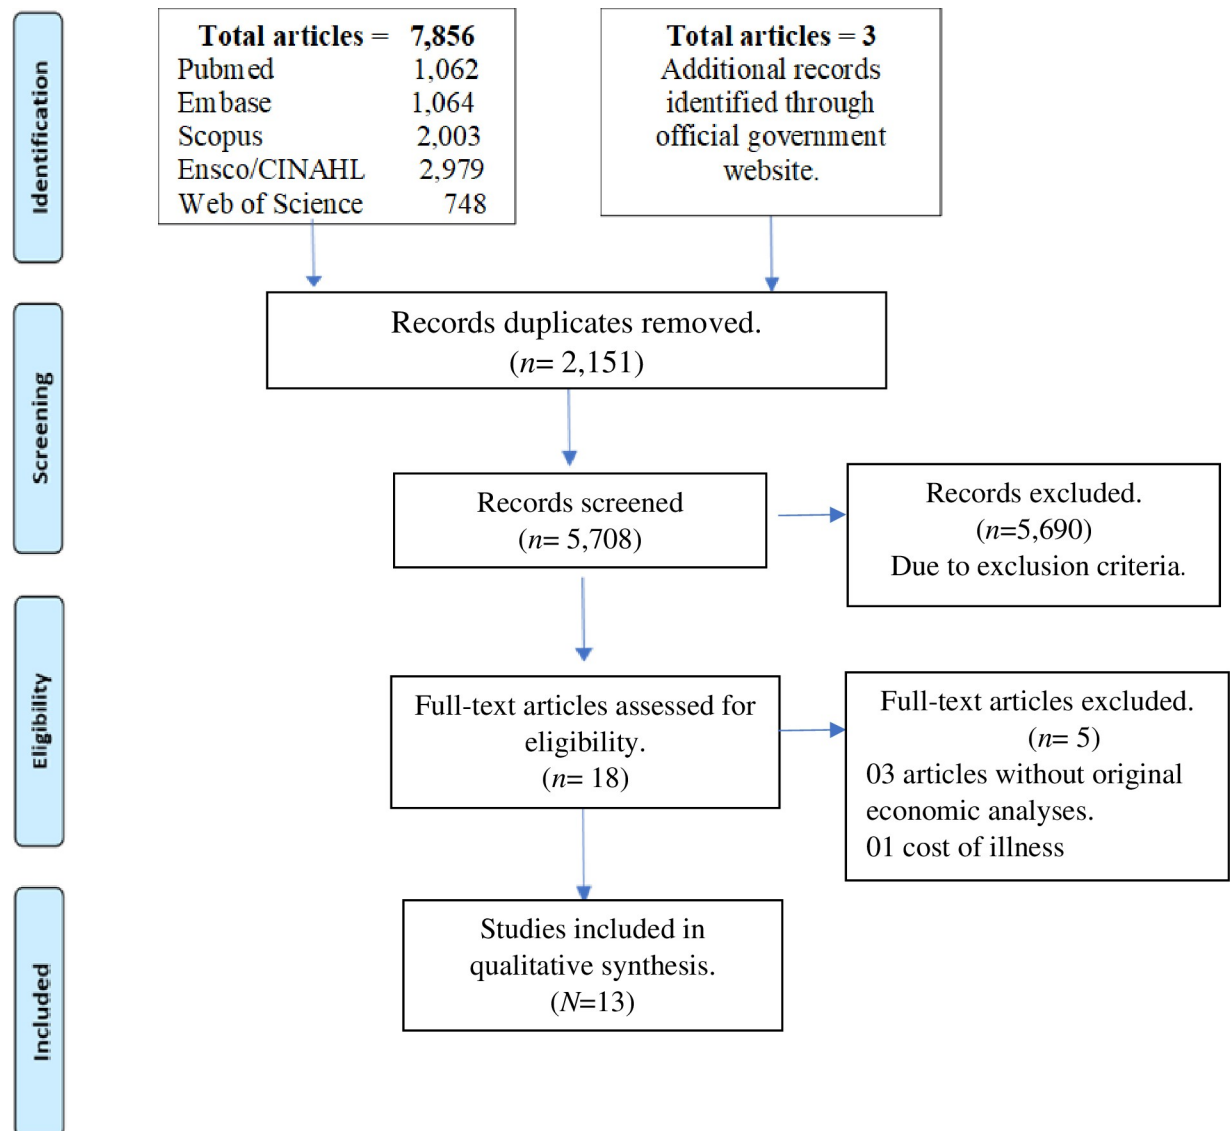 Identification
Total articles = 7,856
Pubmed 1,062
Embase 1,064
Scopus 2,003
Ensco/CINAHL 2,979
Web of Science 748
Total articles = 3
Additional records
identified through
official government
website.
Screening
Records duplicates removed.
(n= 2,151)
Records screened
(n= 5,708)
Records excluded.
(n=5,690)
Due to exclusion criteria.
Eligibility
Full-text articles assessed for
eligibility.
(n= 18)
Full-text articles excluded.
(n= 5)
03 articles without original
economic analyses.
01 cost of illness
Included
Studies included in
qualitative synthesis.
(N=13)